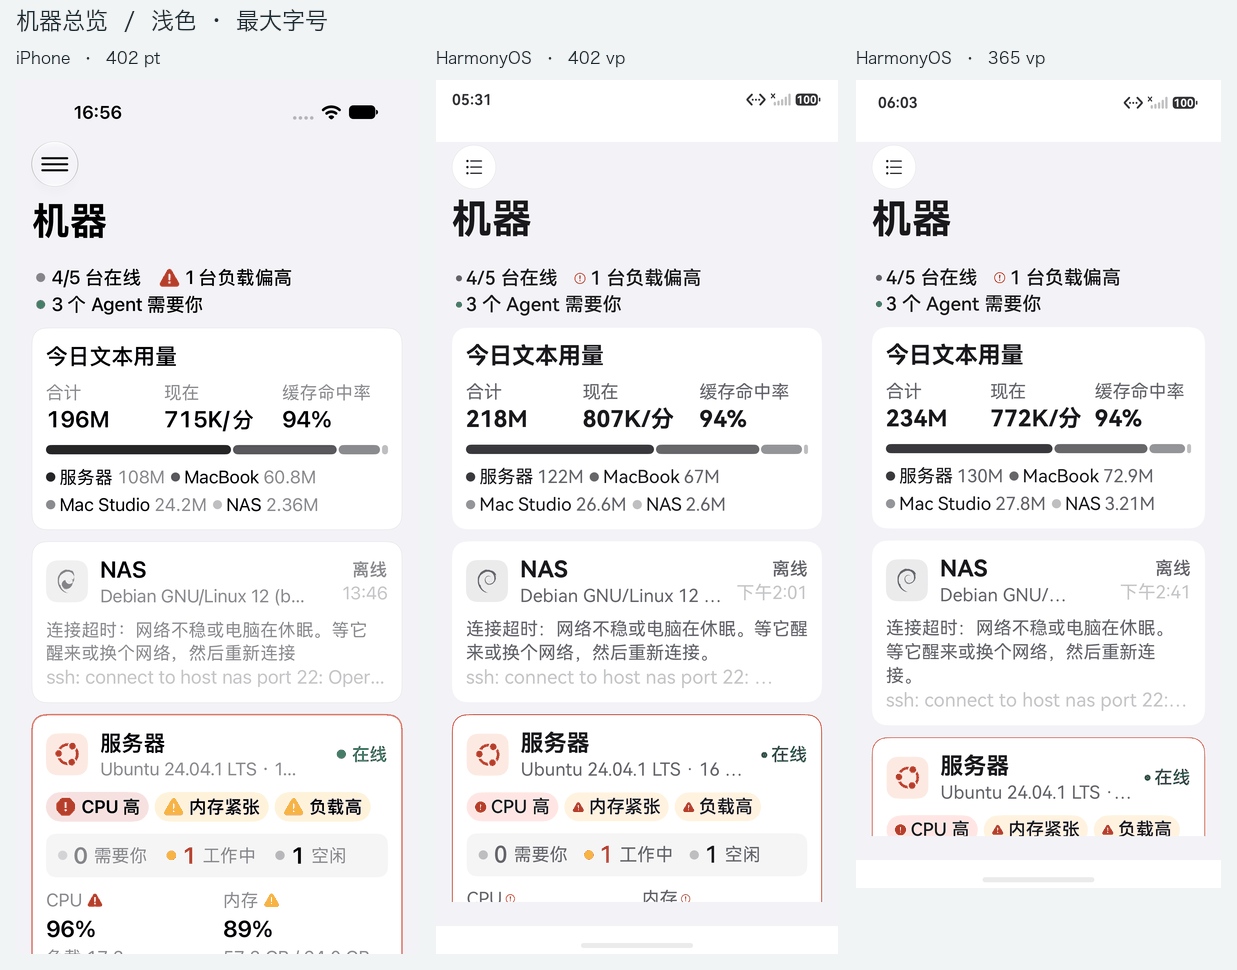 机器总览 / 浅色 · 最大字号
iPhone · 402 pt
16:56
机器
4/5 台在线 1 台负载偏高
3 个 Agent 需要你
今日文本用量
合计 现在 缓存命中率
196M 715K/分 94%
服务器 108M MacBook 60.8M
Mac Studio 24.2M NAS 2.36M
NAS 离线
Debian GNU/Linux 12 (b... 13:46
连接超时：网络不稳或电脑在休眠。等它
醒来或换个网络，然后重新连接
ssh: connect to host nas port 22: Oper...
服务器
Ubuntu 24.04.1 LTS · 1... 在线
CPU 高 内存紧张 负载高
0 需要你 1 工作中 1 空闲
CPU 内存
96% 89%
HarmonyOS · 402 vp
05:31 100
机器
4/5 台在线 1 台负载偏高
3 个 Agent 需要你
今日文本用量
合计 现在 缓存命中率
218M 807K/分 94%
服务器 122M MacBook 67M
Mac Studio 26.6M NAS 2.6M
NAS 离线
Debian GNU/Linux 12 ... 下午2:01
连接超时：网络不稳或电脑在休眠。等它醒
来或换个网络，然后重新连接。
ssh: connect to host nas port 22: ...
服务器
Ubuntu 24.04.1 LTS · 16 ... 在线
CPU 高 内存紧张 负载高
0 需要你 1 工作中 1 空闲
CPU 内存
HarmonyOS · 365 vp
06:03 100
机器
4/5 台在线 1 台负载偏高
3 个 Agent 需要你
今日文本用量
合计 现在 缓存命中率
234M 772K/分 94%
服务器 130M MacBook 72.9M
Mac Studio 27.8M NAS 3.21M
NAS 离线
Debian GNU/... 下午2:41
连接超时：网络不稳或电脑在休眠。
等它醒来或换个网络，然后重新连
接。
ssh: connect to host nas port 22:...
服务器
Ubuntu 24.04.1 LTS · ... 在线
CPU 高 内存紧张 负载高